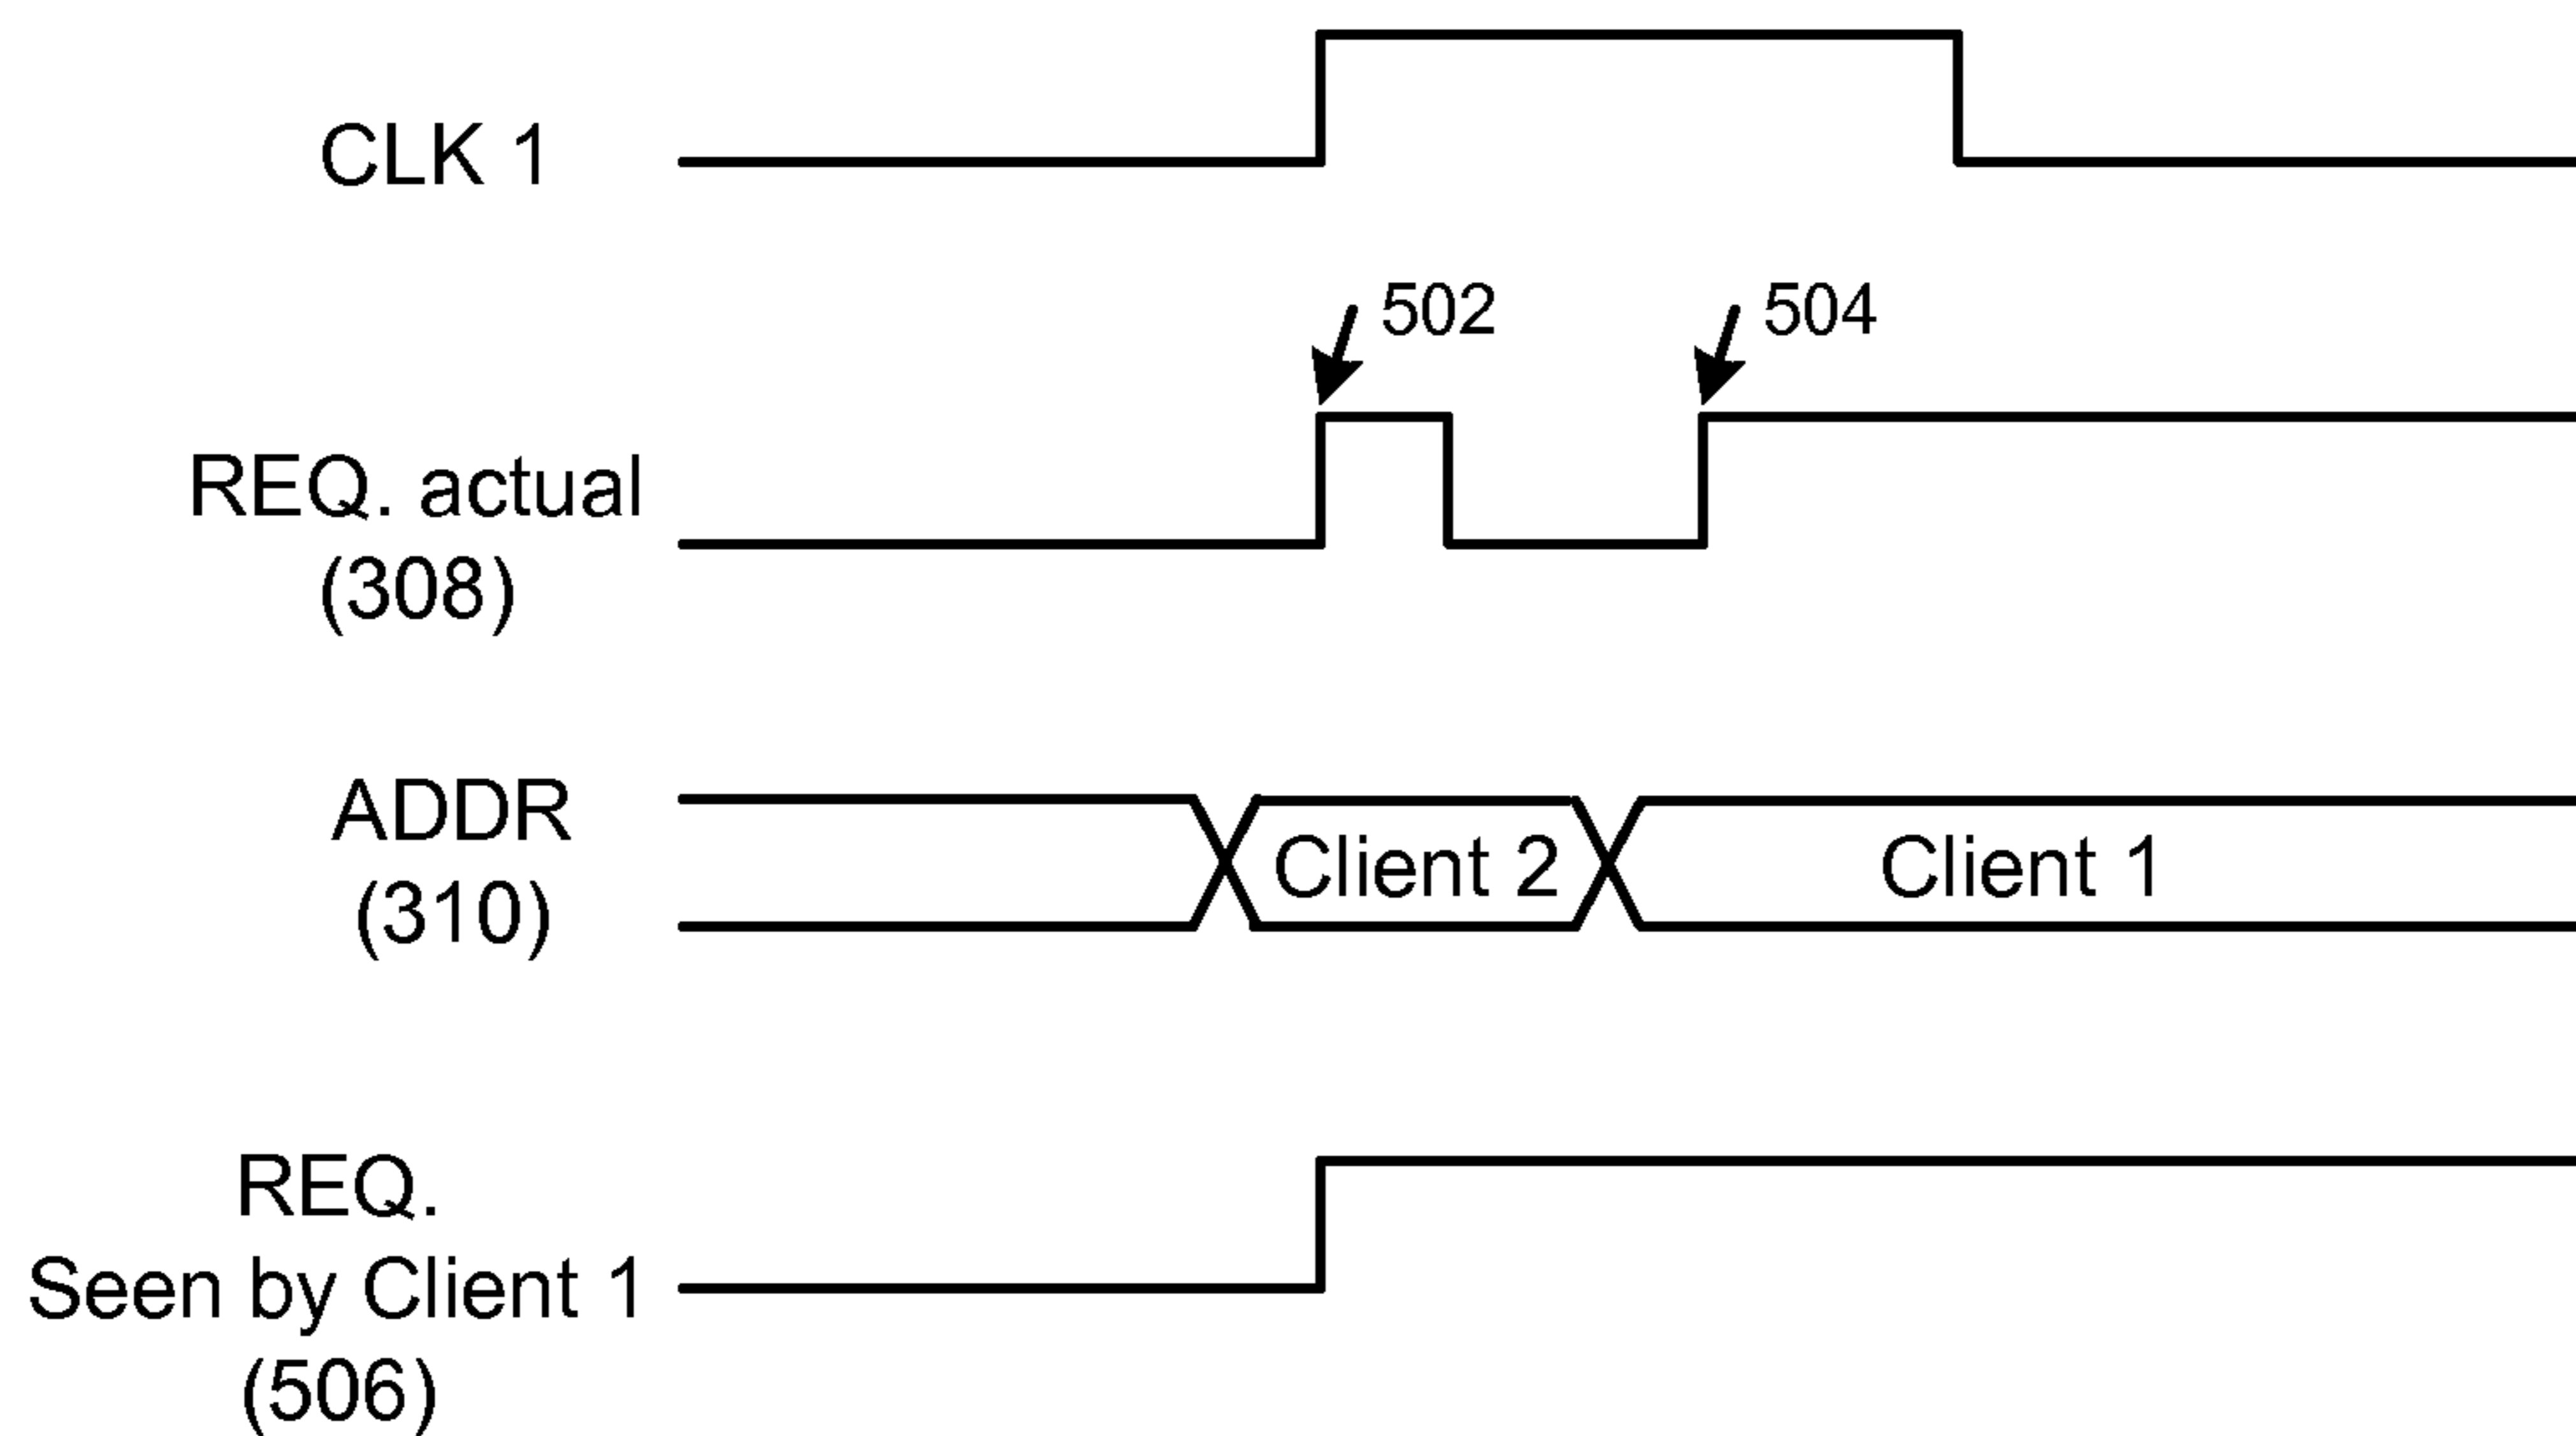 CLK 1
502
504
REQ. actual
(308)
ADDR
(310)
Client 2
Client 1
REQ.
Seen by Client 1
(506)